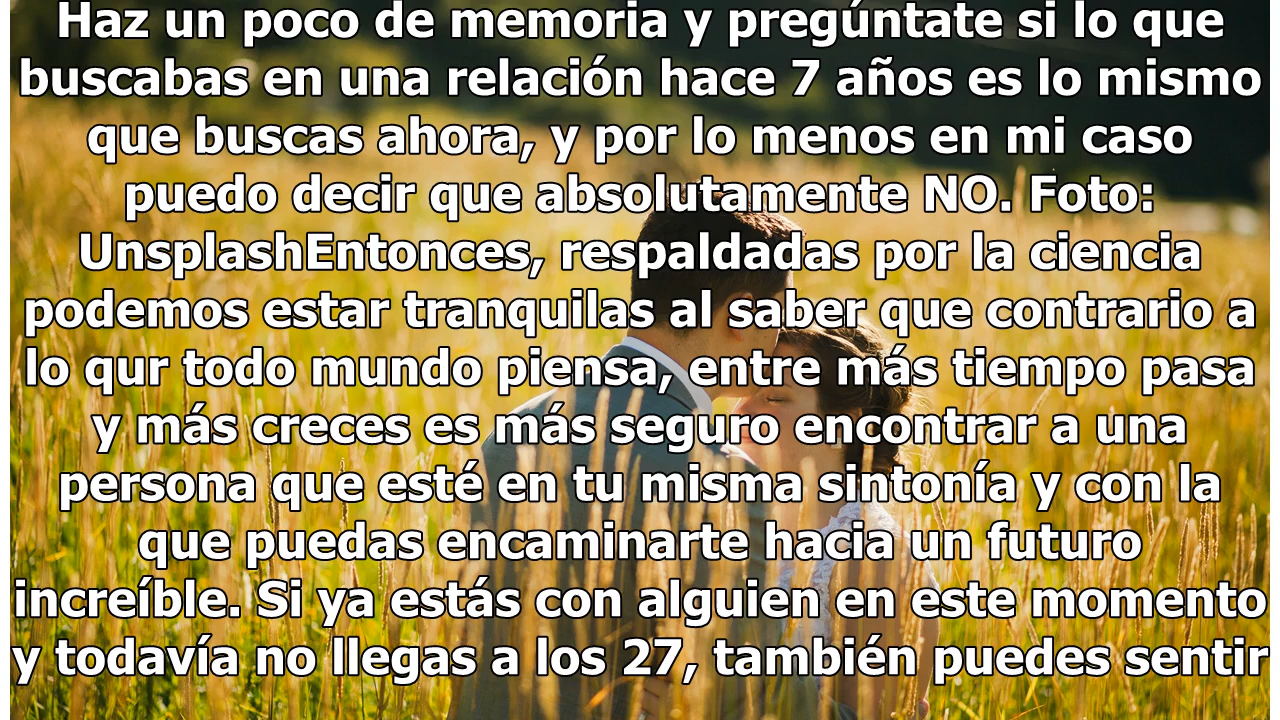 Haz un poco de memoria y pregúntate si lo que
buscabas en una relación hace 7 años es lo mismo
que buscas ahora, y por lo menos en mi caso
puedo decir que absolutamente NO. Foto:
UnsplashEntonces, respaldadas por la ciencia
podemos estar tranquilas al saber que contrario a
lo qur todo mundo piensa, entre más tiempo pasa
y más creces es más seguro encontrar a una
persona que esté en tu misma sintonía y con la
que puedas encaminarte hacia un futuro
increíble. Si ya estás con alguien en este momento
y todavía no llegas a los 27, también puedes sentir